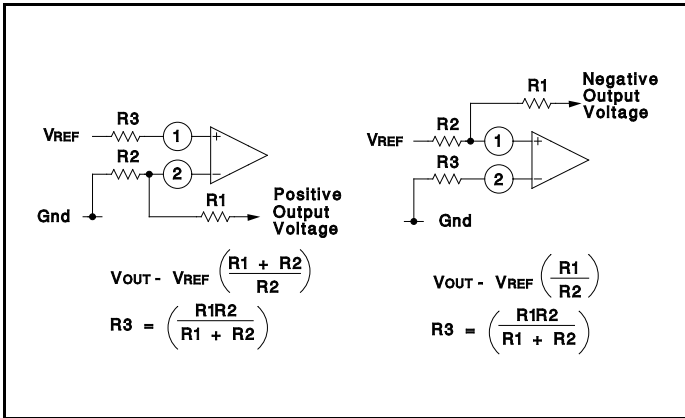 R3
VREF
1
+
R2
2
−
R1
Gnd
Positive
Output
Voltage
VOUT - VREF (R1 + R2 / R2)
R3 = (R1R2 / R1 + R2)
R1
Negative
Output
Voltage
R2
VREF
1
+
R3
2
−
Gnd
VOUT - VREF (R1 / R2)
R3 = (R1R2 / R1 + R2)